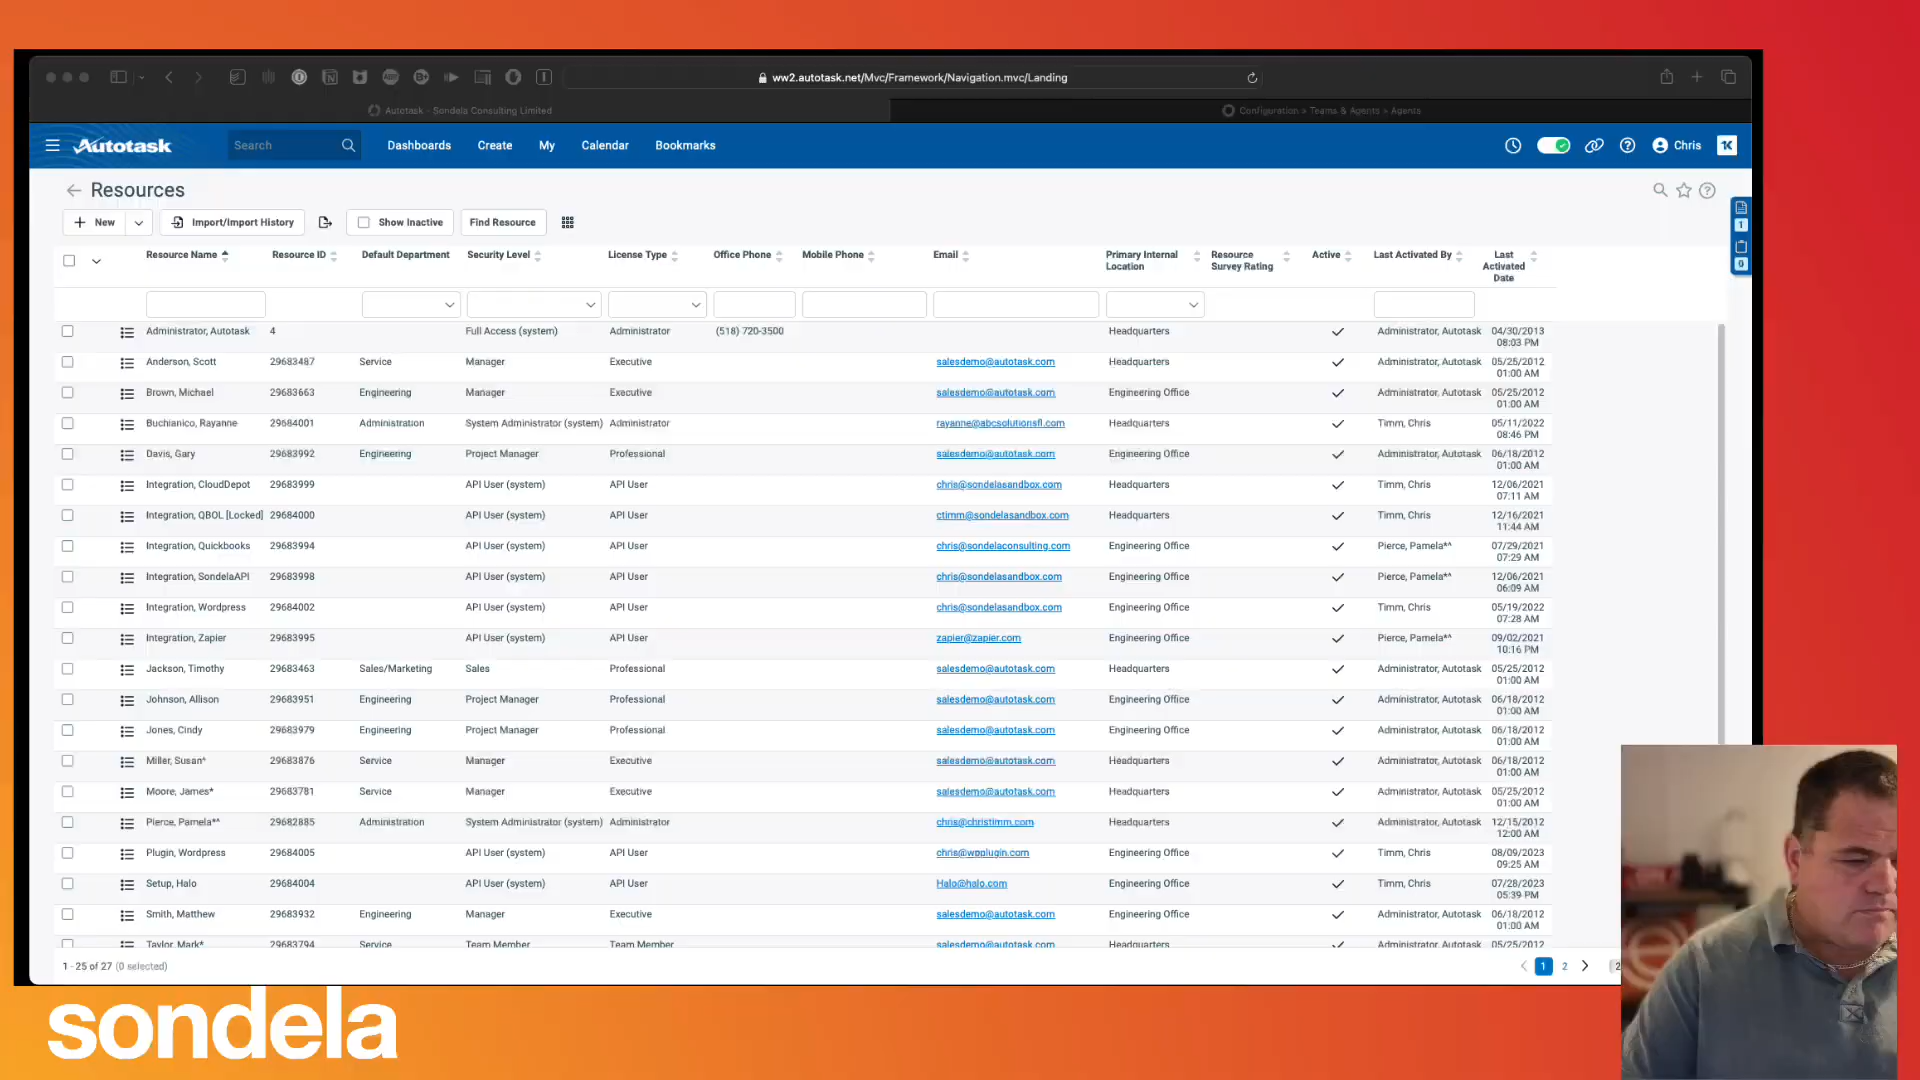 ww2.autotask.net/Mvc/Framework/Navigation.mvc/Landing
Autotask - Sondela Consulting Limited
Configuration > Teams & Agents > Agents
Autotask
Search
Dashboards
Create
My
Calendar
Bookmarks
Chris
Resources
New
Import/Import History
Show Inactive
Find Resource
1
0
Resource Name Resource ID Default Department Security Level License Type Office Phone Mobile Phone Email Primary Internal Location Resource Survey Rating Active Last Activated By Last Activated Date
Administrator, Autotask 4 Full Access (system) Administrator (518) 720-3500 Headquarters Administrator, Autotask 04/30/2013 08:03 PM
Anderson, Scott 29683487 Service Manager Executive salesdemo@autotask.com Headquarters Administrator, Autotask 05/25/2012 01:00 AM
Brown, Michael 29683663 Engineering Manager Executive salesdemo@autotask.com Engineering Office Administrator, Autotask 05/25/2012 01:00 AM
Buchianico, Rayanne 29684001 Administration System Administrator (system) Administrator rayanne@abcsolutionsfl.com Headquarters Timm, Chris 05/11/2022 08:46 PM
Davis, Gary 29683992 Engineering Project Manager Professional salesdemo@autotask.com Engineering Office Administrator, Autotask 06/18/2012 01:00 AM
Integration, CloudDepot 29683999 API User (system) API User chris@sondelasandbox.com Headquarters Timm, Chris 12/06/2021 07:11 AM
Integration, QBOL [Locked] 29684000 API User (system) API User ctimm@sondelasandbox.com Headquarters Timm, Chris 12/16/2021 11:44 AM
Integration, Quickbooks 29683994 API User (system) API User chris@sondelaconsulting.com Engineering Office Pierce, Pamela*^ 07/29/2021 07:29 AM
Integration, SondelaAPI 29683998 API User (system) API User chris@sondelasandbox.com Engineering Office Pierce, Pamela*^ 12/06/2021 06:09 AM
Integration, Wordpress 29684002 API User (system) API User chris@sondelasandbox.com Engineering Office Timm, Chris 05/19/2022 07:28 AM
Integration, Zapier 29683995 API User (system) API User zapier@zapier.com Engineering Office Pierce, Pamela*^ 09/02/2021 10:16 PM
Jackson, Timothy 29683463 Sales/Marketing Sales Professional salesdemo@autotask.com Headquarters Administrator, Autotask 05/25/2012 01:00 AM
Johnson, Allison 29683951 Engineering Project Manager Professional salesdemo@autotask.com Engineering Office Administrator, Autotask 06/18/2012 01:00 AM
Jones, Cindy 29683979 Engineering Project Manager Professional salesdemo@autotask.com Engineering Office Administrator, Autotask 06/18/2012 01:00 AM
Miller, Susan* 29683876 Service Manager Executive salesdemo@autotask.com Headquarters Administrator, Autotask 06/18/2012 01:00 AM
Moore, James* 29683781 Service Manager Executive salesdemo@autotask.com Headquarters Administrator, Autotask 05/25/2012 01:00 AM
Pierce, Pamela*^ 29682885 Administration System Administrator (system) Administrator chris@christimm.com Headquarters Administrator, Autotask 12/15/2012 12:00 AM
Plugin, Wordpress 29684005 API User (system) API User chris@wpplugin.com Engineering Office Timm, Chris 08/09/2023 09:25 AM
Setup, Halo 29684004 API User (system) API User Halo@halo.com Engineering Office Timm, Chris 07/28/2023 05:39 PM
Smith, Matthew 29683932 Engineering Manager Executive salesdemo@autotask.com Engineering Office Administrator, Autotask 06/18/2012 01:00 AM
Taylor, Mark* 29683794 Service Team Member Team Member salesdemo@autotask.com Headquarters Administrator, Autotask 05/25/2012
1 - 25 of 27 (0 selected)
1 2
sondela